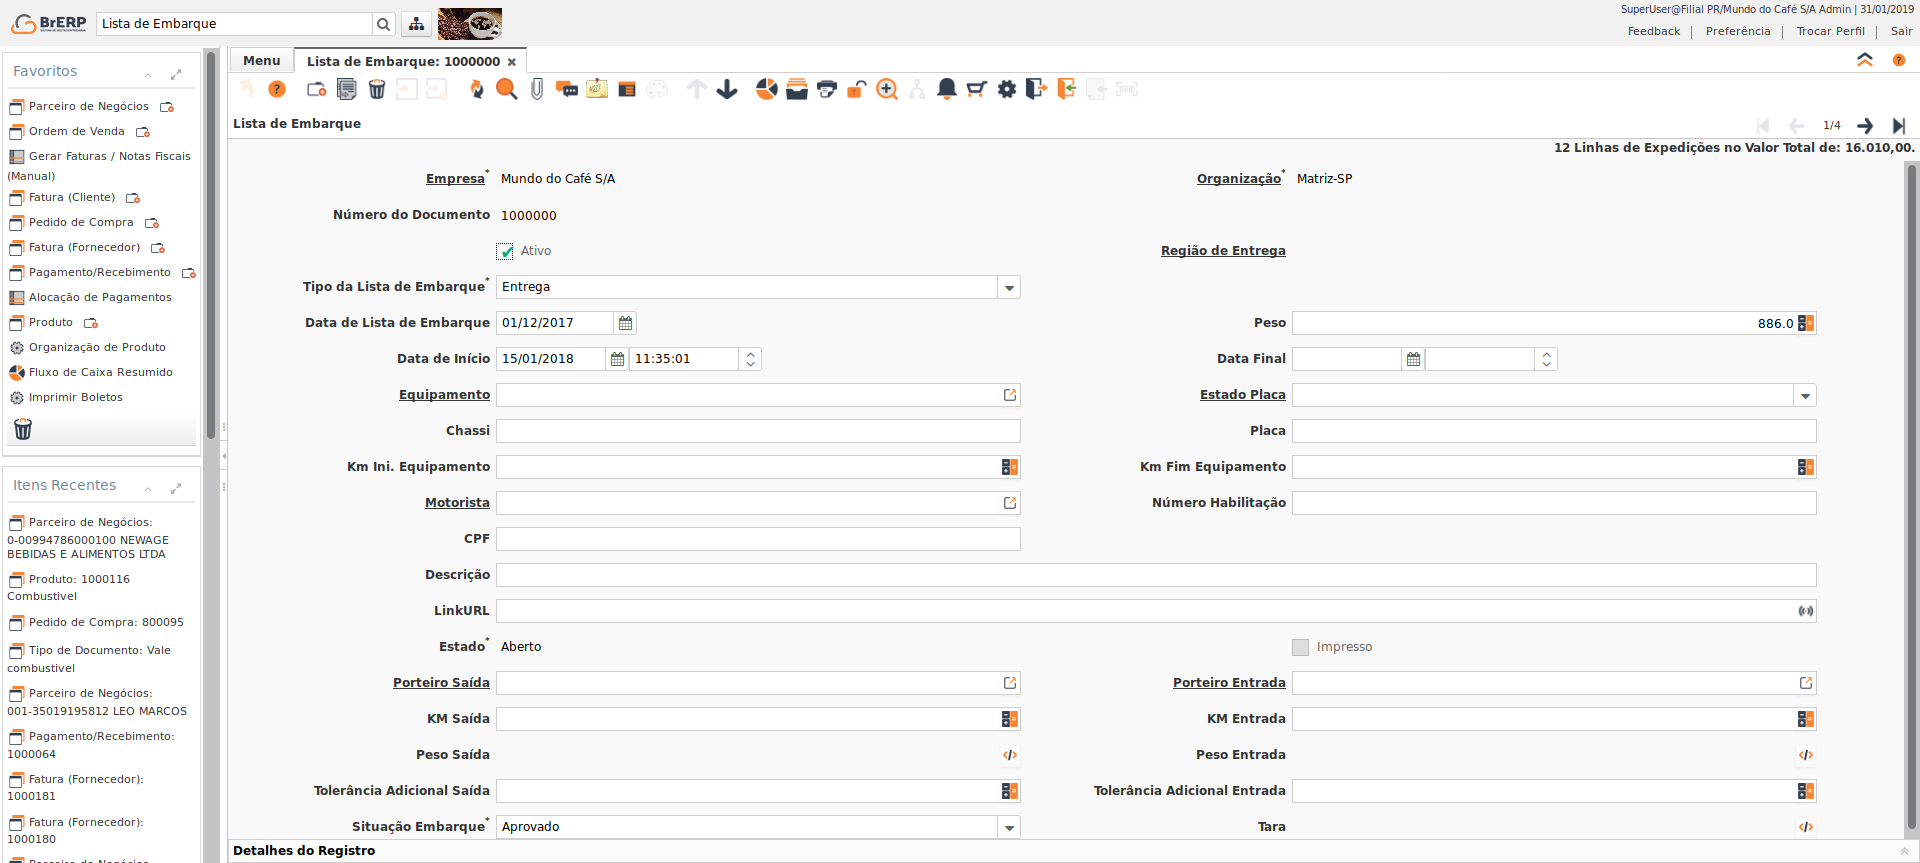 BrERP
Lista de Embarque
SuperUser@Filial PR/Mundo do Café S/A Admin | 31/01/2019
Feedback | Preferência | Trocar Perfil | Sair
Favoritos
Parceiro de Negócios
Ordem de Venda
Gerar Faturas / Notas Fiscais
(Manual)
Fatura (Cliente)
Pedido de Compra
Fatura (Fornecedor)
Pagamento/Recebimento
Alocação de Pagamentos
Produto
Organização de Produto
Fluxo de Caixa Resumido
Imprimir Boletos
Itens Recentes
Parceiro de Negócios:
0-00994786000100 NEWAGE
BEBIDAS E ALIMENTOS LTDA
Produto: 1000116
Combustivel
Pedido de Compra: 800095
Tipo de Documento: Vale
combustivel
Parceiro de Negócios:
001-35019195812 LEO MARCOS
Pagamento/Recebimento:
1000064
Fatura (Fornecedor):
1000181
Fatura (Fornecedor):
1000180
Parceiro de Negócios
Menu
Lista de Embarque: 1000000
Lista de Embarque
1/4
12 Linhas de Expedições no Valor Total de: 16.010,00.
Empresa* Mundo do Café S/A
Organização* Matriz-SP
Número do Documento 1000000
Ativo
Região de Entrega
Tipo da Lista de Embarque* Entrega
Data de Lista de Embarque 01/12/2017
Peso 886.0
Data de Início 15/01/2018 11:35:01
Data Final
Equipamento
Estado Placa
Chassi
Placa
Km Ini. Equipamento
Km Fim Equipamento
Motorista
Número Habilitação
CPF
Descrição
LinkURL
Estado* Aberto
Impresso
Porteiro Saída
Porteiro Entrada
KM Saída
KM Entrada
Peso Saída
Peso Entrada
Tolerância Adicional Saída
Tolerância Adicional Entrada
Situação Embarque* Aprovado
Tara
Detalhes do Registro